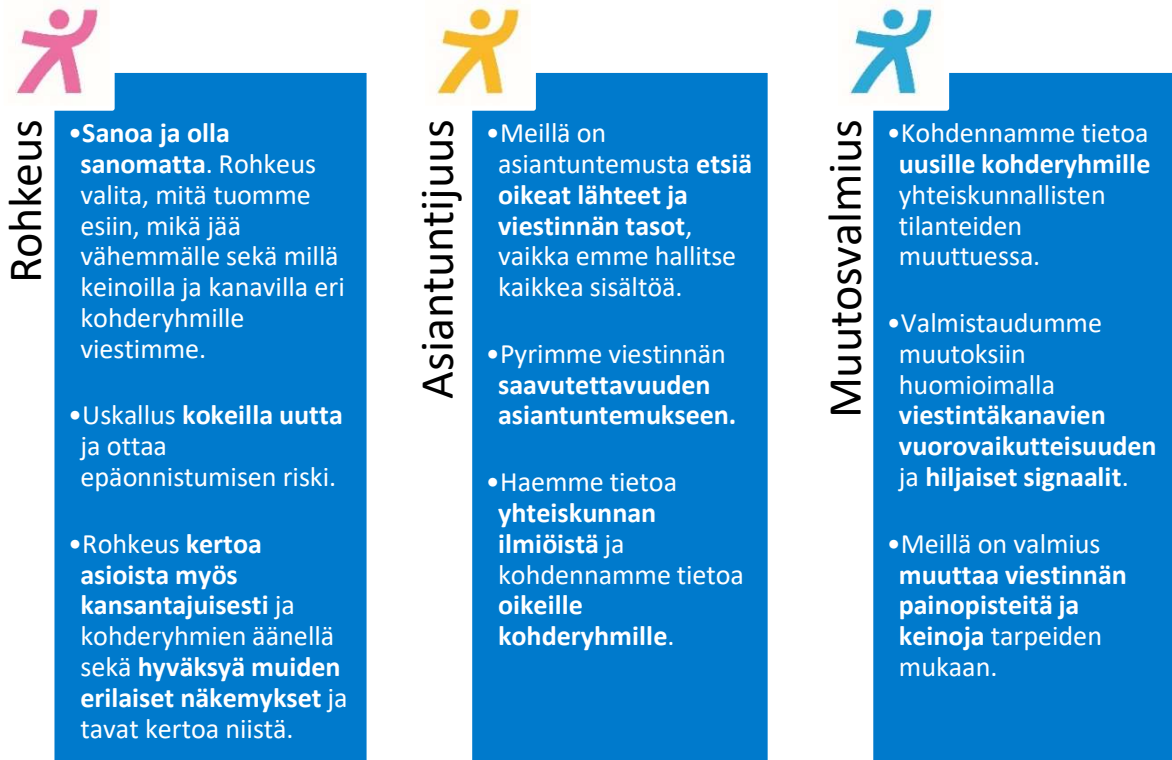 Rohkeus
•Sanoa ja olla
sanomatta. Rohkeus
valita, mitä tuomme
esiin, mikä jää
vähemmälle sekä millä
keinoilla ja kanavilla eri
kohderyhmille
viestimme.
•Uskallus kokeilla uutta
ja ottaa
epäonnistumisen riski.
•Rohkeus kertoa
asioista myös
kansantajuisesti ja
kohderyhmien äänellä
sekä hyväksyä muiden
erilaiset näkemykset ja
tavat kertoa niistä.
Asiantuntijuus
•Meillä on
asiantuntemusta etsiä
oikeat lähteet ja
viestinnän tasot,
vaikka emme hallitse
kaikkea sisältöä.
•Pyrimme viestinnän
saavutettavuuden
asiantuntemukseen.
•Haemme tietoa
yhteiskunnan
ilmiöistä ja
kohdennamme tietoa
oikeille
kohderyhmille.
Muutosvalmius
•Kohdennamme tietoa
uusille kohderyhmille
yhteiskunnallisten
tilanteiden
muuttuessa.
•Valmistaudumme
muutoksiin
huomioimalla
viestintäkanavien
vuorovaikutteisuuden
ja hiljaiset signaalit.
•Meillä on valmius
muuttaa viestinnän
painopisteitä ja
keinoja tarpeiden
mukaan.